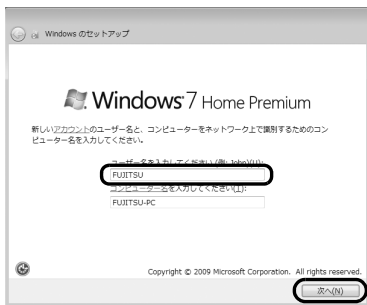 Windows のセットアップ
Windows 7 Home Premium
新しいアカウントのユーザー名と、コンピューターをネットワーク上で識別するためのコン
ピューター名を入力してください。
ユーザー名を入力してください (例: John)(U):
FUJITSU
コンピューター名を入力してください(T):
FUJITSU-PC
Copyright © 2009 Microsoft Corporation. All rights reserved.
次へ(N)